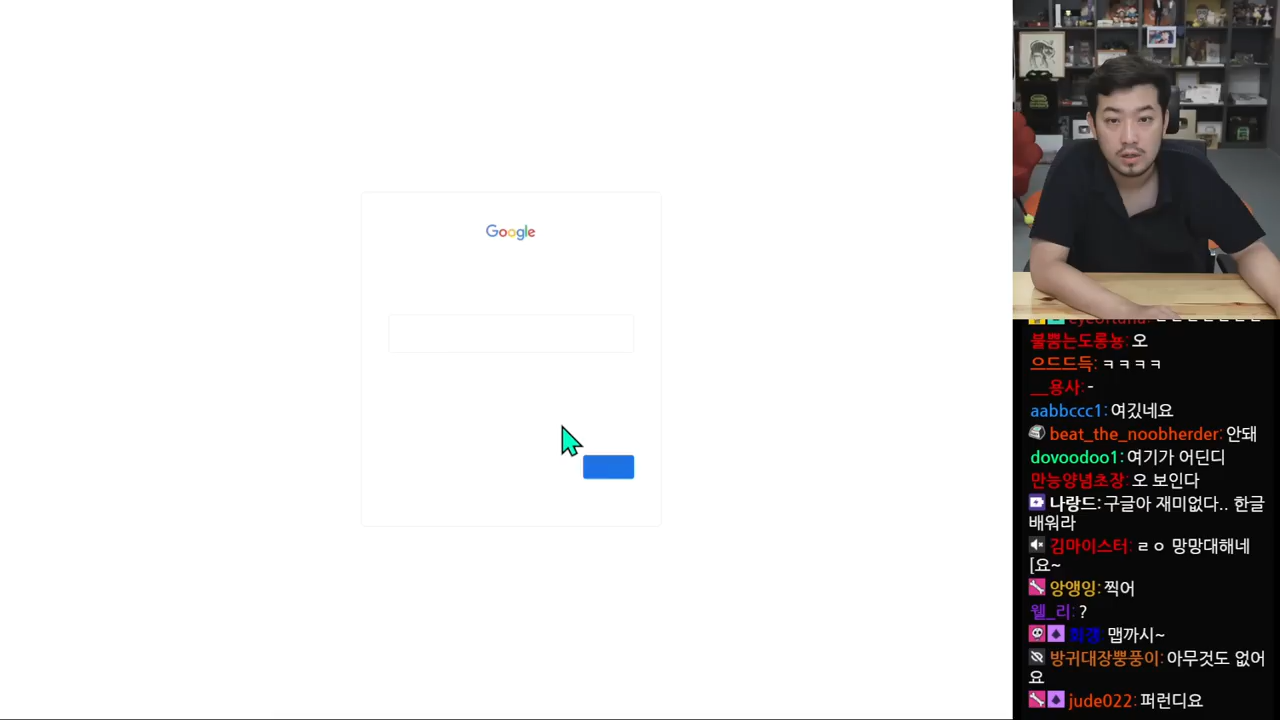 Google
불뿜는도롱뇽: 오
으드드득: ㅋㅋㅋㅋ
__용사: -
aabbccc1: 여깄네요
beat_the_noobherder: 안돼
dovoodoo1: 여기가 어딘디
만능양념초장: 오 보인다
나랑드: 구글아 재미없다.. 한글
배워라
김마이스터: ㄹㅇ 망망대해네
[요~
앙앵잉: 찍어
웰_리: ?
맵까시~
방귀대장뿡풍이: 아무것도 없어
요
jude022: 퍼런디요